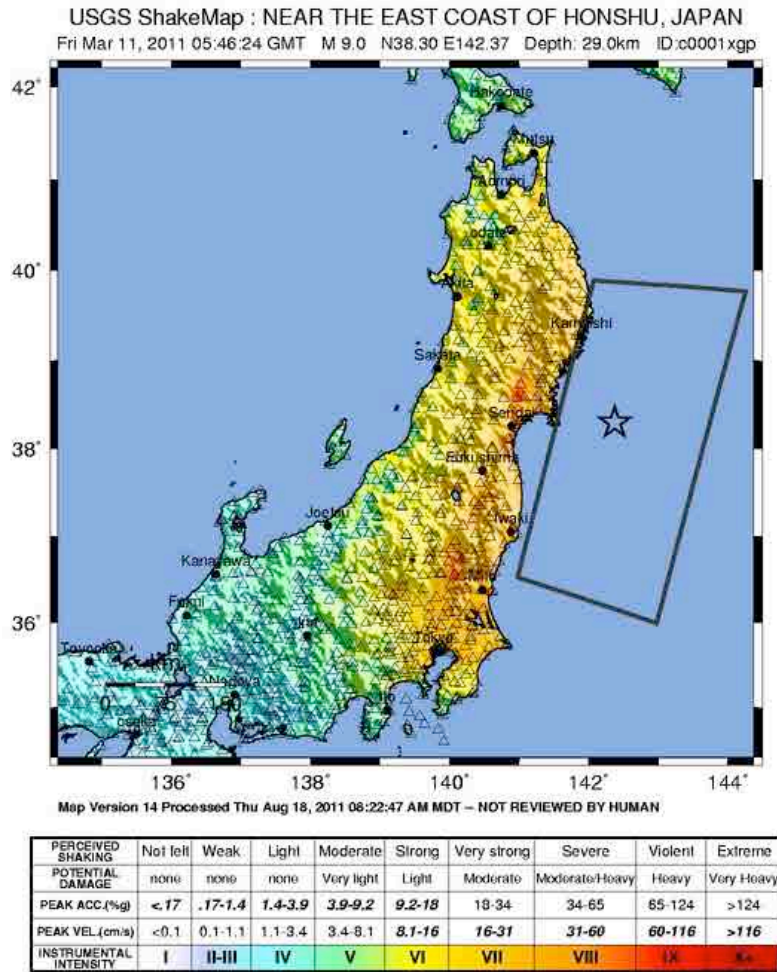 USGS ShakeMap : NEAR THE EAST COAST OF HONSHU, JAPAN
Fri Mar 11, 2011 05:46:24 GMT M 9.0 N38.30 E142.37 Depth: 29.0km ID:c0001xgp
42°
Hakodate
Mutsu
Aomori
odate
40°
Akita
Kamaishi
Sakata
Sendai
38°
Fukushima
Iwaki
Joetsu
Kanazawa
Mito
Fukui
36°
Tokyo
Toyooka
Nagoya
0
osaka
0
136° 138° 140° 142° 144°
Map Version 14 Processed Thu Aug 18, 2011 08:22:47 AM MDT – NOT REVIEWED BY HUMAN
PERCEIVED SHAKING Not felt Weak Light Moderate Strong Very strong Severe Violent Extreme
POTENTIAL DAMAGE none none none Very light Light Moderate Moderate/Heavy Heavy Very Heavy
PEAK ACC.(%g) <.17 .17-1.4 1.4-3.9 3.9-9.2 9.2-18 18-34 34-65 65-124 >124
PEAK VEL.(cm/s) <0.1 0.1-1.1 1.1-3.4 3.4-8.1 8.1-16 16-31 31-60 60-116 >116
INSTRUMENTAL INTENSITY I II-III IV V VI VII VIII IX X+